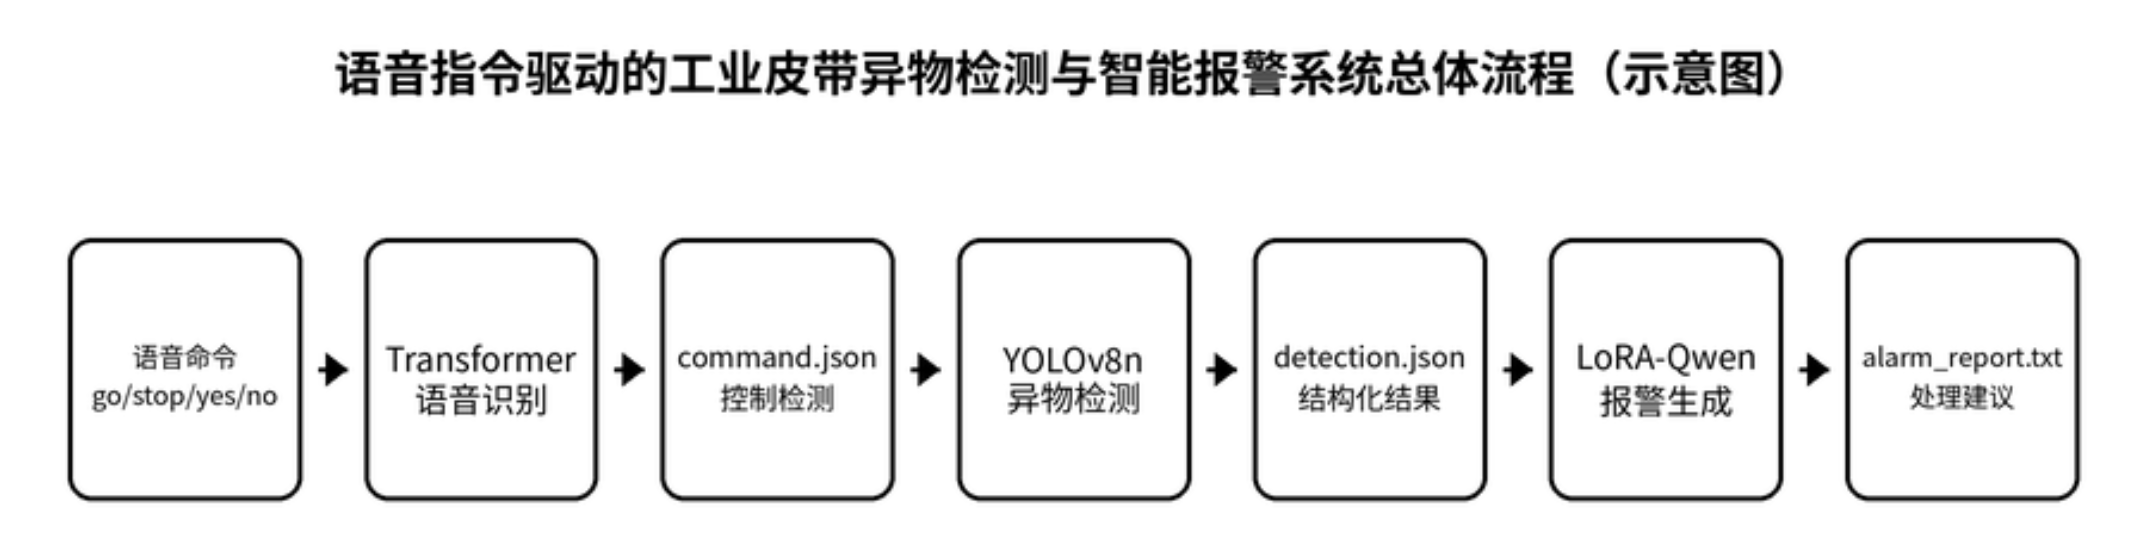 语音指令驱动的工业皮带异物检测与智能报警系统总体流程（示意图）
语音命令
go/stop/yes/no
Transformer
语音识别
command.json
控制检测
YOLOv8n
异物检测
detection.json
结构化结果
LoRA-Qwen
报警生成
alarm_report.txt
处理建议